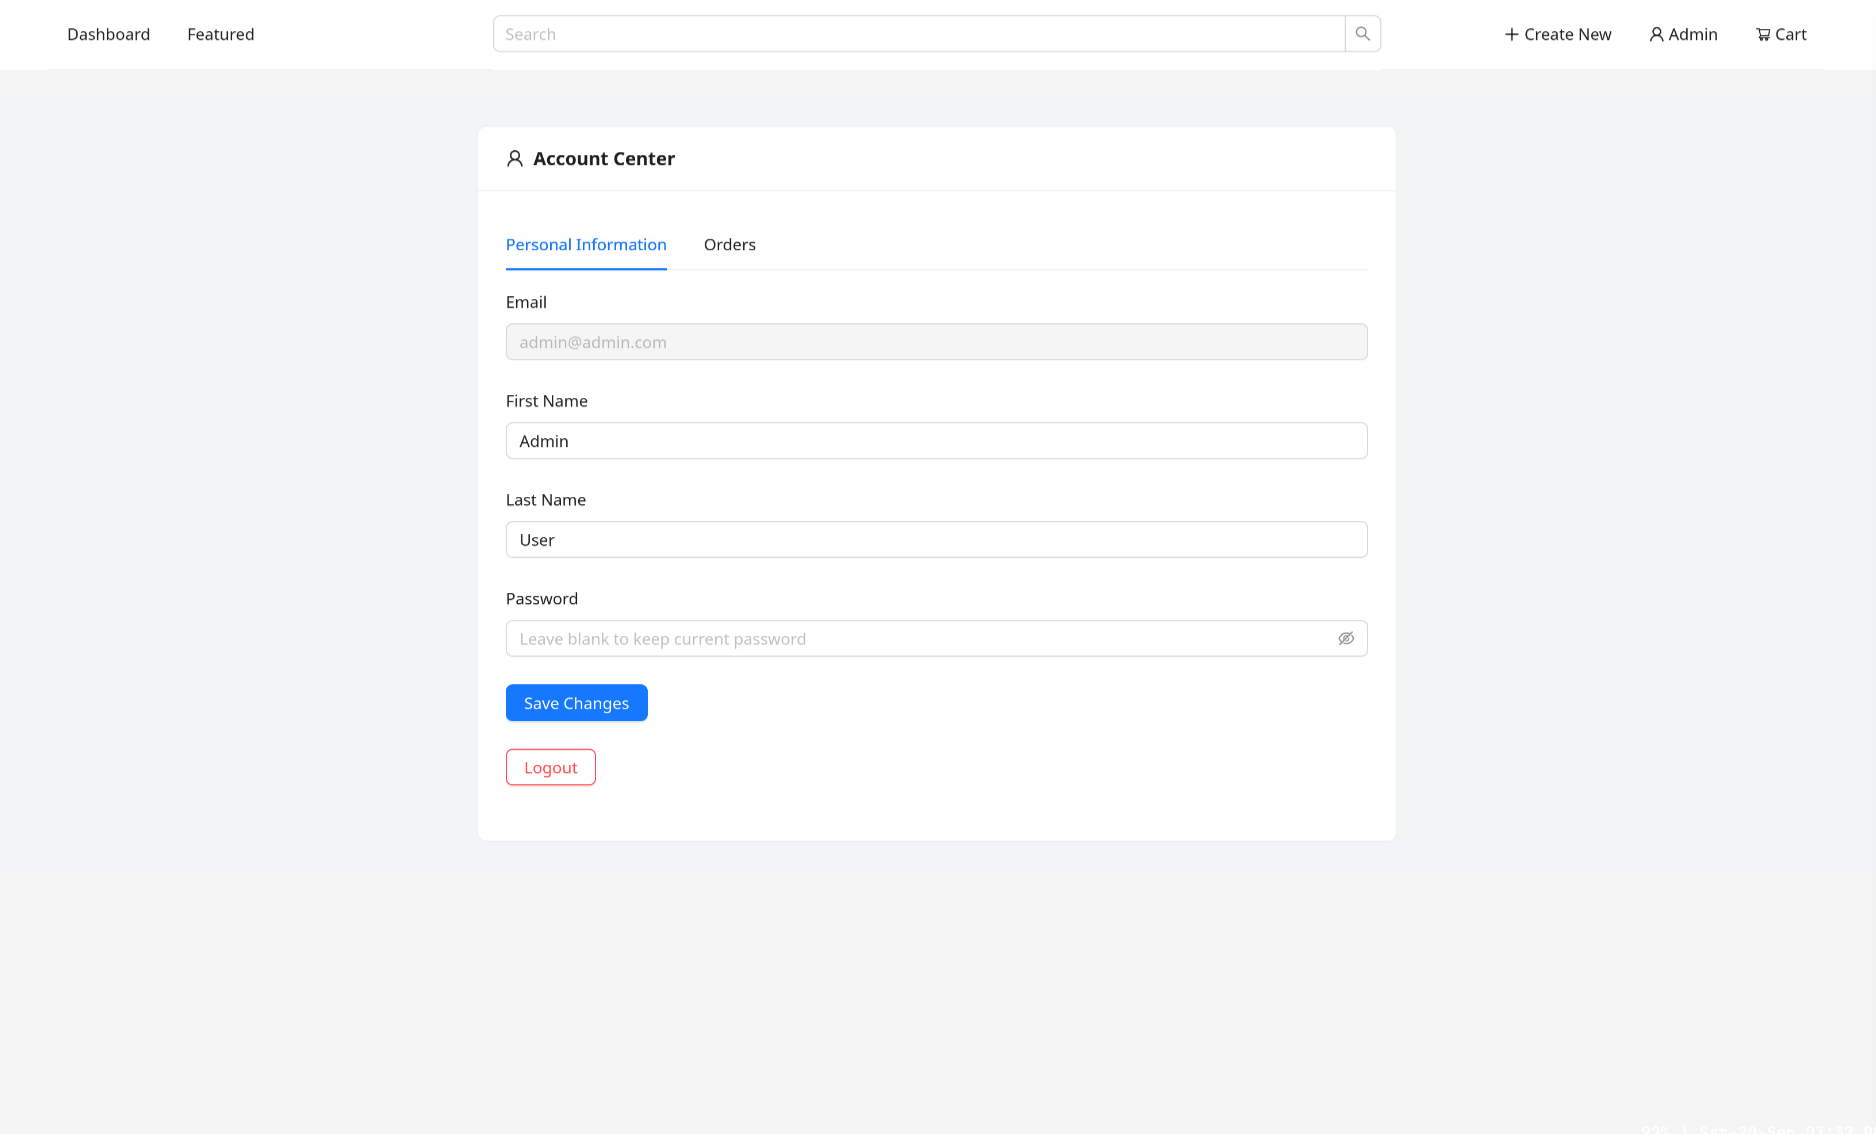 Dashboard Featured Search Create New Admin Cart
Account Center
Personal Information Orders
Email
admin@admin.com
First Name
Admin
Last Name
User
Password
Leave blank to keep current password
Save Changes
Logout